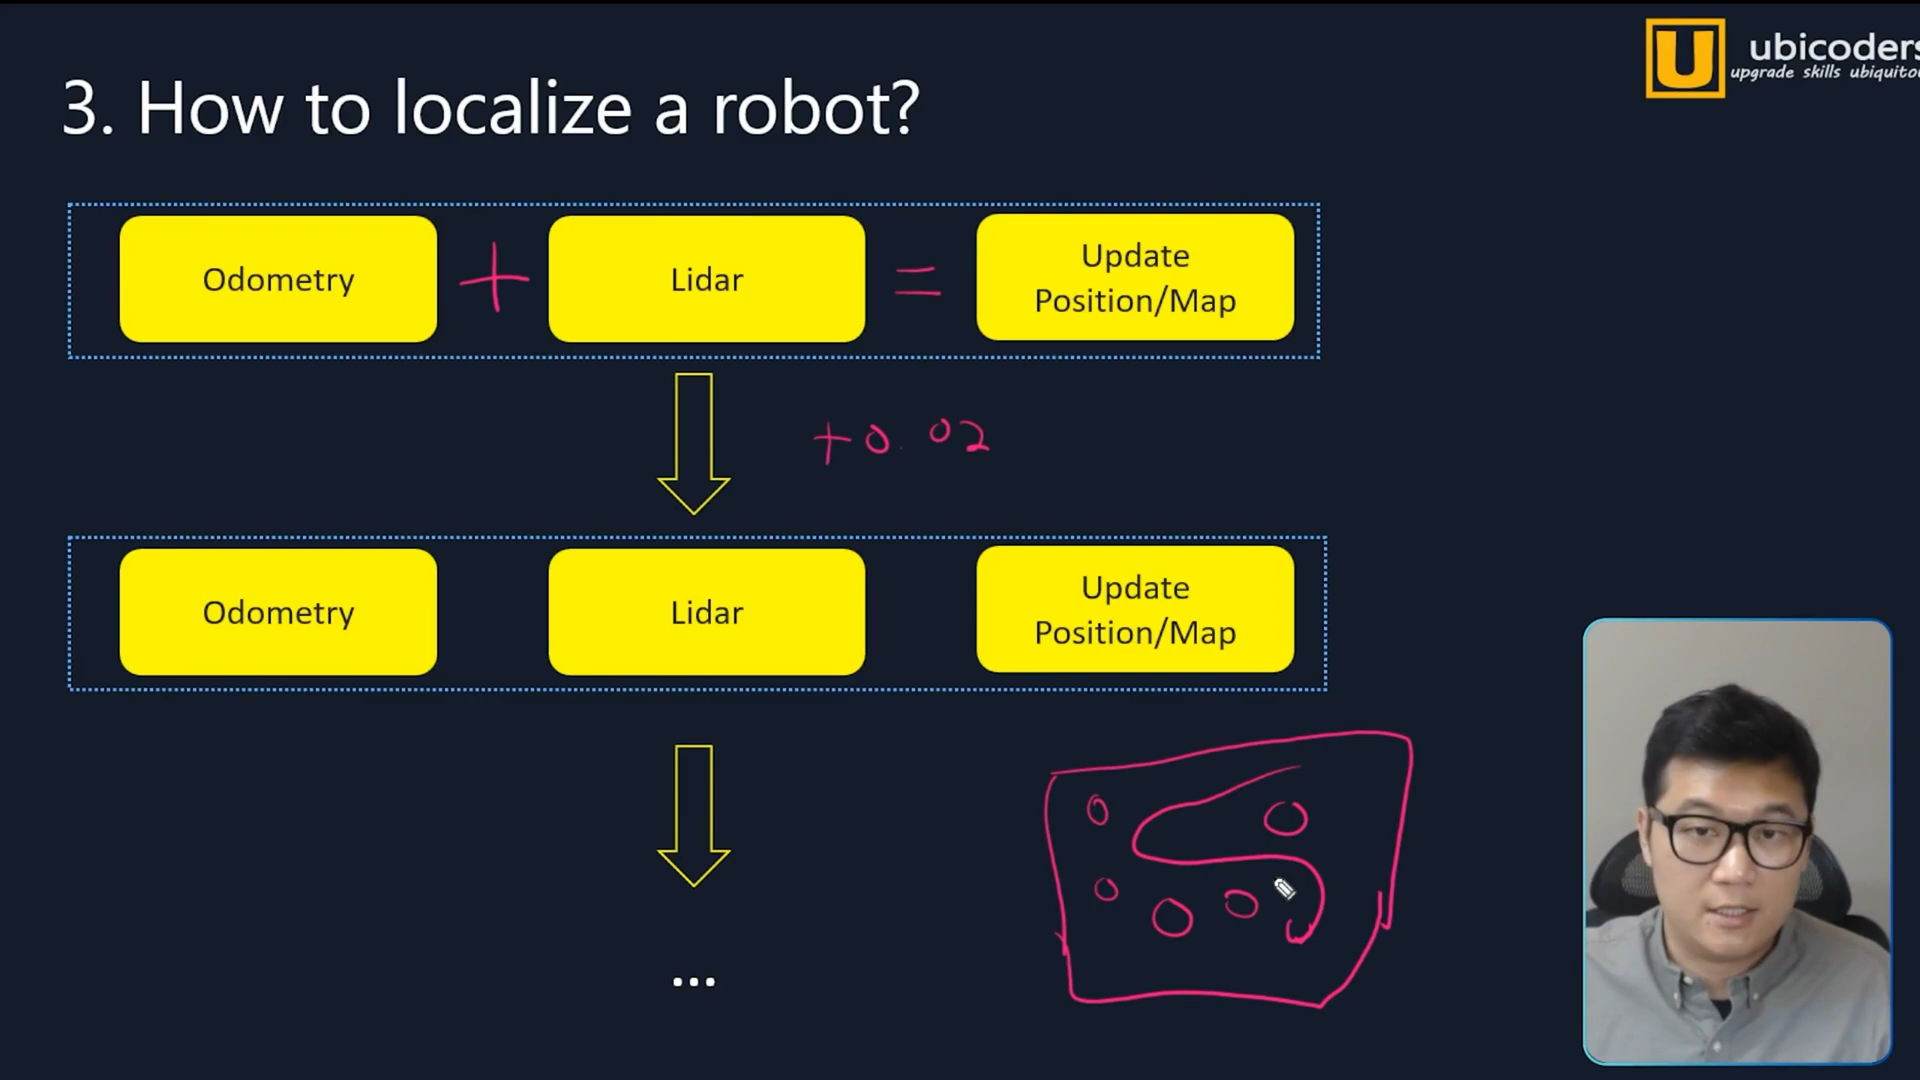 ubicoders
upgrade skills ubiquitou
3. How to localize a robot?
Odometry + Lidar = Update
Position/Map
+0.02
Odometry Lidar Update
Position/Map
...